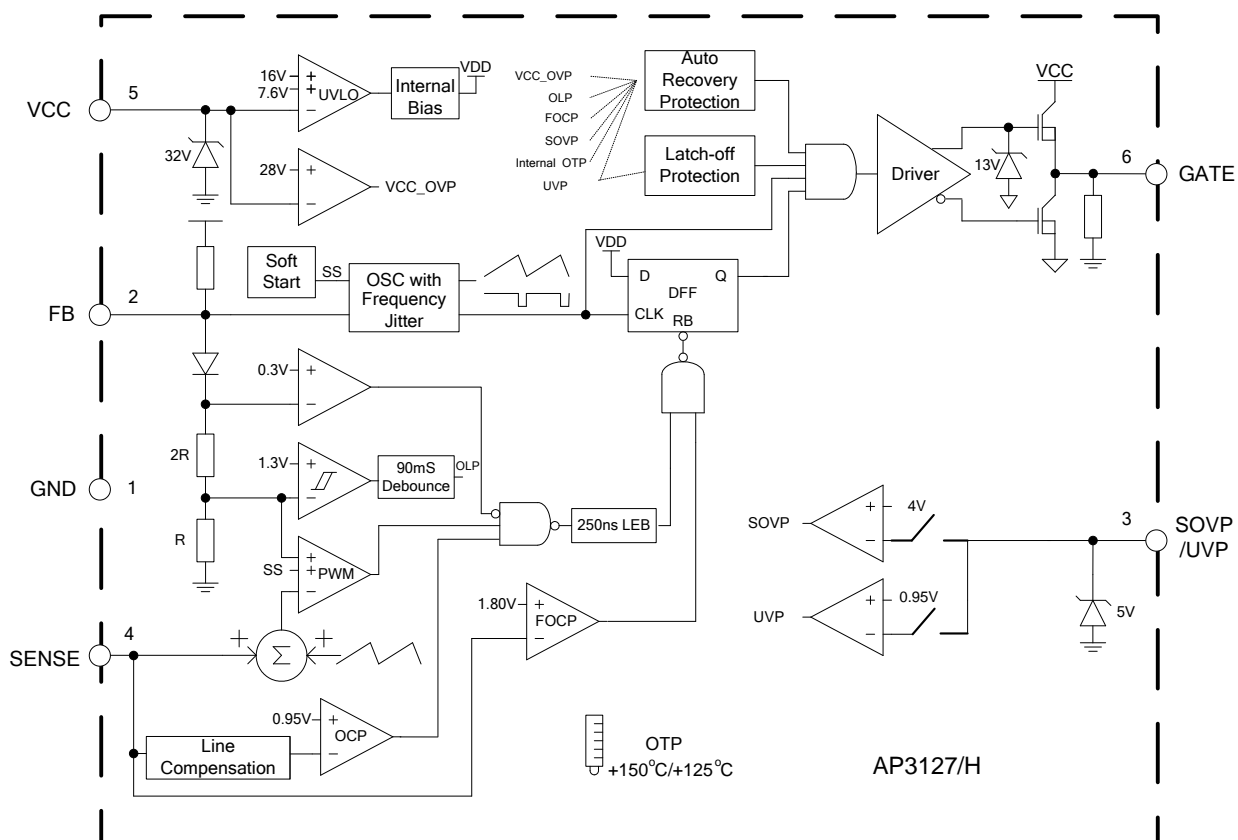 VCC
5
16V
7.6V
+
+
−
UVLO
Internal
Bias
VDD
32V
28V
+
−
VCC_OVP
VCC_OVP
OLP
FOCP
SOVP
Internal OTP
UVP
Auto
Recovery
Protection
Latch-off
Protection
Driver
VCC
13V
6
GATE
FB
2
Soft
Start
SS
OSC with
Frequency
Jitter
VDD
D
Q
DFF
CLK
RB
0.3V
+
−
2R
1.3V
+
−
90mS
Debounce
OLP
GND
1
R
SS
+
+
−
PWM
250ns LEB
SOVP
+
−
4V
3
SOVP
/UVP
UVP
+
−
0.95V
5V
1.80V
+
−
FOCP
SENSE
4
+
Σ
+
0.95V
+
−
OCP
Line
Compensation
OTP
+150°C/+125°C
AP3127/H